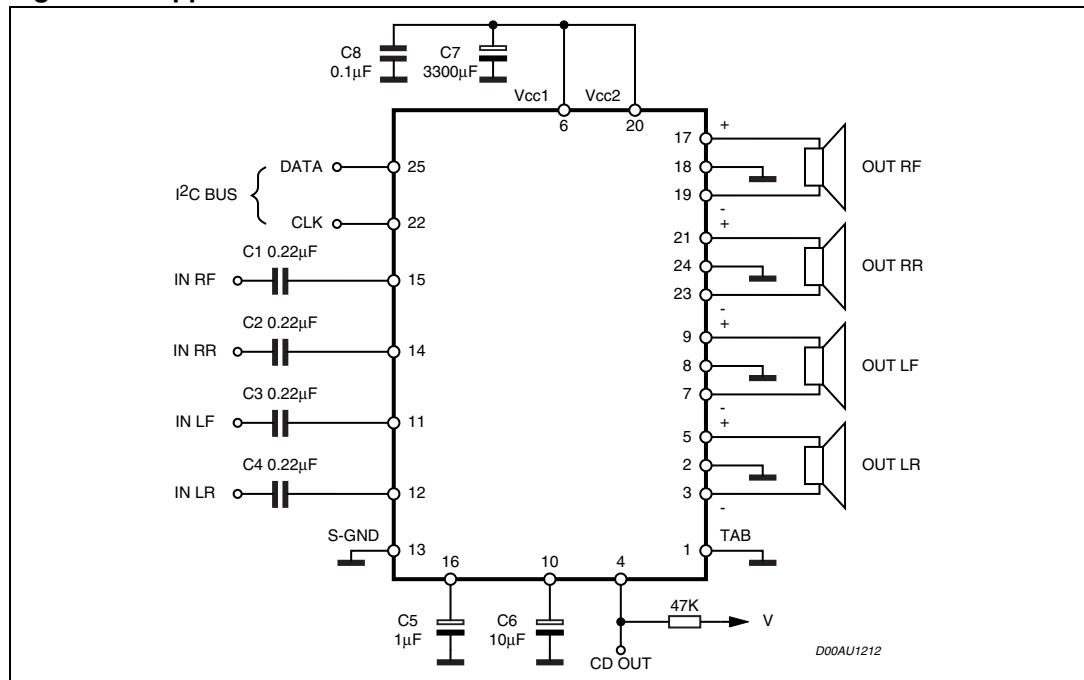 C8
0.1μF
C7
3300μF
Vcc1
Vcc2
6
20
I2C BUS
DATA
25
CLK
22
C1 0.22μF
IN RF
15
C2 0.22μF
IN RR
14
C3 0.22μF
IN LF
11
C4 0.22μF
IN LR
12
S-GND
13
17
+
18
OUT RF
19
-
21
+
24
OUT RR
23
-
9
+
8
OUT LF
7
-
5
+
2
OUT LR
3
-
1
TAB
16
10
4
C5
1μF
C6
10μF
47K
V
CD OUT
D00AU1212